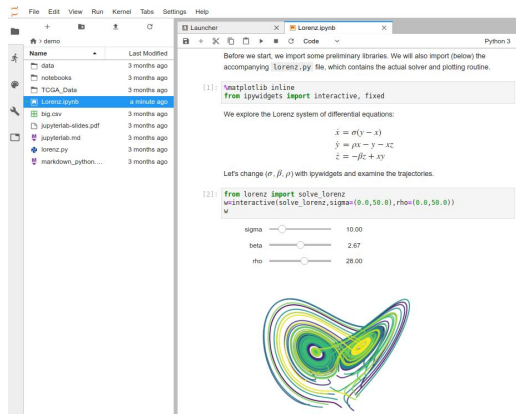 File Edit View Run Kernel Tabs Settings Help
Launcher
Lorenz.ipynb
Code
Python 3
> demo
Name
Last Modified
data 3 months ago
notebooks 3 months ago
TCGA_Data 3 months ago
Lorenz.ipynb a minute ago
big.csv 3 months ago
jupyterlab-slides.pdf 3 months ago
jupyterlab.md 3 months ago
lorenz.py 3 months ago
markdown_python.... 3 months ago
Before we start, we import some preliminary libraries. We will also import (below) the
accompanying lorenz.py file, which contains the actual solver and plotting routine.
[1]: %matplotlib inline
from ipywidgets import interactive, fixed
We explore the Lorenz system of differential equations:
ẋ = σ(y − x)
ẏ = ρx − y − xz
ż = −βz + xy
Let's change (σ, β, ρ) with ipywidgets and examine the trajectories.
[2]: from lorenz import solve_lorenz
w=interactive(solve_lorenz,sigma=(0.0,50.0),rho=(0.0,50.0))
w
sigma 10.00
beta 2.67
rho 28.00